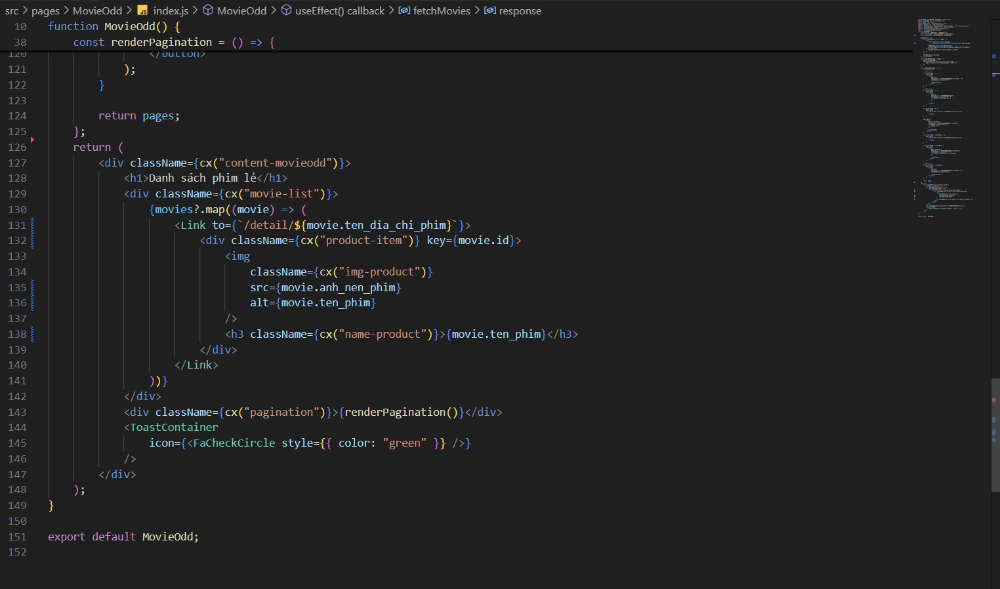 src > pages > MovieOdd > JS index.js > MovieOdd > useEffect() callback > fetchMovies > response
10 function MovieOdd() {
38 const renderPagination = () => {
120 </button>
121 );
122 }
123
124 return pages;
125 };
126 return (
127 <div className={cx("content-movieodd")}>
128 <h1>Danh sách phim lẻ</h1>
129 <div className={cx("movie-list")}>
130 {movies?.map((movie) => (
131 <Link to={`/detail/${movie.ten_dia_chi_phim}`}>
132 <div className={cx("product-item")} key={movie.id}>
133 <img
134 className={cx("img-product")}
135 src={movie.anh_nen_phim}
136 alt={movie.ten_phim}
137 />
138 <h3 className={cx("name-product")}>{movie.ten_phim}</h3>
139 </div>
140 </Link>
141 ))}
142 </div>
143 <div className={cx("pagination")}>{renderPagination()}</div>
144 <ToastContainer
145 icon={<FaCheckCircle style={{ color: "green" }} />}
146 />
147 </div>
148 );
149 }
150
151 export default MovieOdd;
152